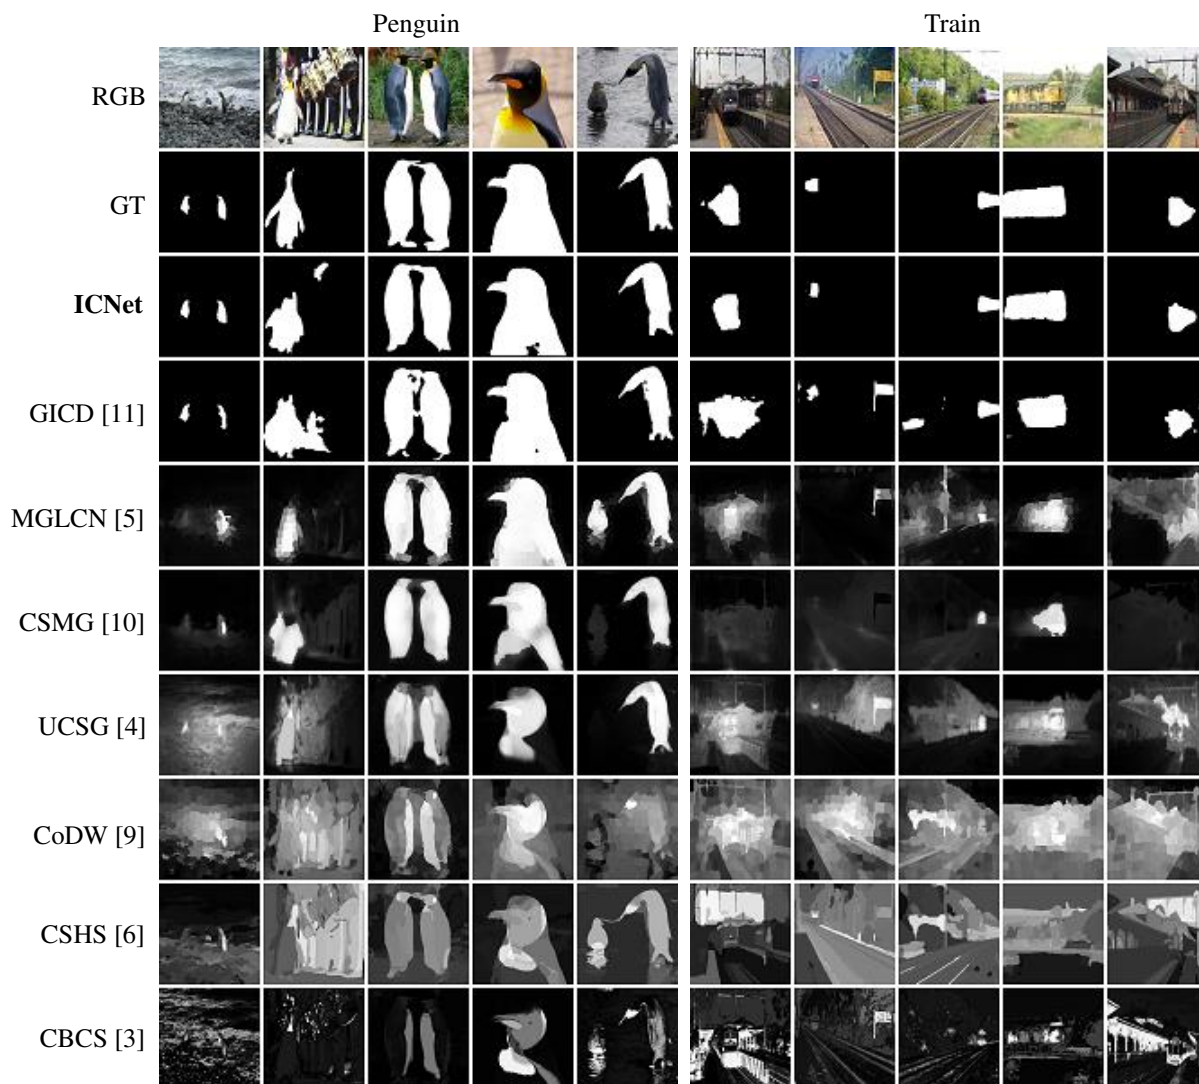 Penguin Train
RGB
GT
ICNet
GICD [11]
MGLCN [5]
CSMG [10]
UCSG [4]
CoDW [9]
CSHS [6]
CBCS [3]